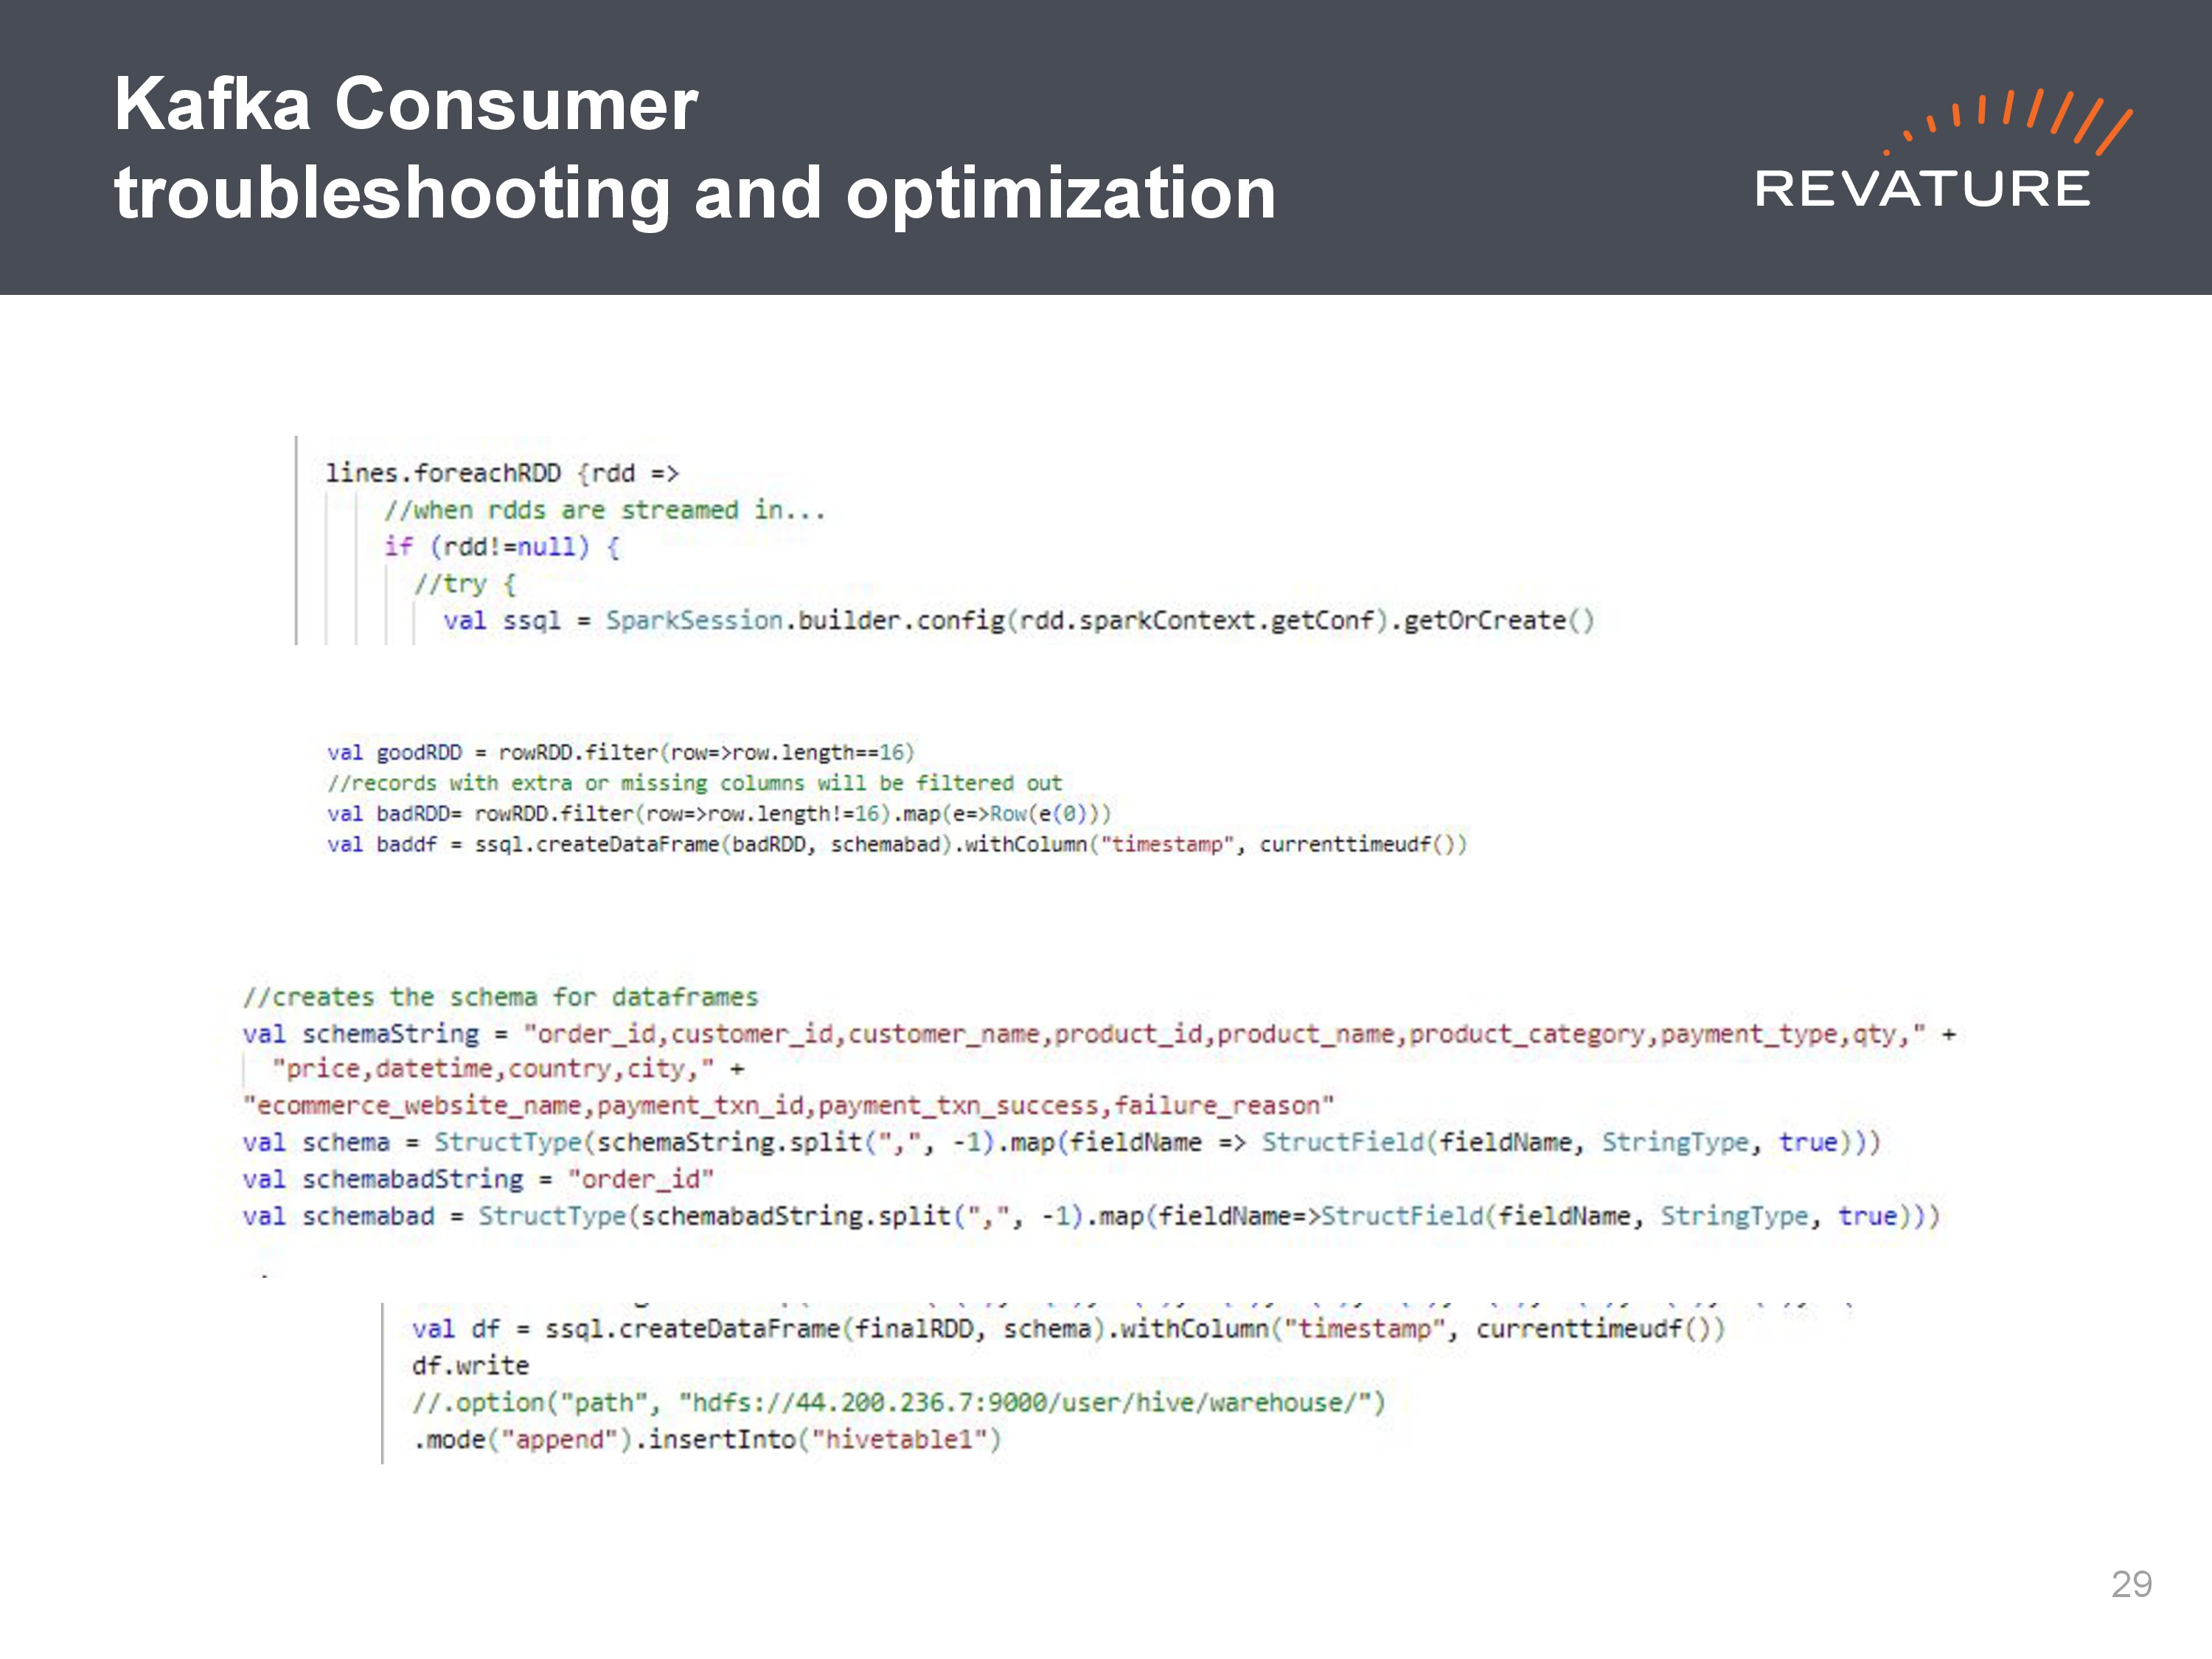 Kafka Consumer
troubleshooting and optimization
REVATURE
lines.foreachRDD {rdd =>
//when rdds are streamed in...
if (rdd!=null) {
//try {
val ssql = SparkSession.builder.config(rdd.sparkContext.getConf).getOrCreate()
val goodRDD = rowRDD.filter(row=>row.length==16)
//records with extra or missing columns will be filtered out
val badRDD= rowRDD.filter(row=>row.length!=16).map(e=>Row(e(0)))
val baddf = ssql.createDataFrame(badRDD, schemabad).withColumn("timestamp", currenttimeudf())
//creates the schema for dataframes
val schemaString = "order_id,customer_id,customer_name,product_id,product_name,product_category,payment_type,qty," +
"price,datetime,country,city," +
"ecommerce_website_name,payment_txn_id,payment_txn_success,failure_reason"
val schema = StructType(schemaString.split(",", -1).map(fieldName => StructField(fieldName, StringType, true)))
val schemabadString = "order_id"
val schemabad = StructType(schemabadString.split(",", -1).map(fieldName=>StructField(fieldName, StringType, true)))
val df = ssql.createDataFrame(finalRDD, schema).withColumn("timestamp", currenttimeudf())
df.write
//.option("path", "hdfs://44.200.236.7:9000/user/hive/warehouse/")
.mode("append").insertInto("hivetable1")
29